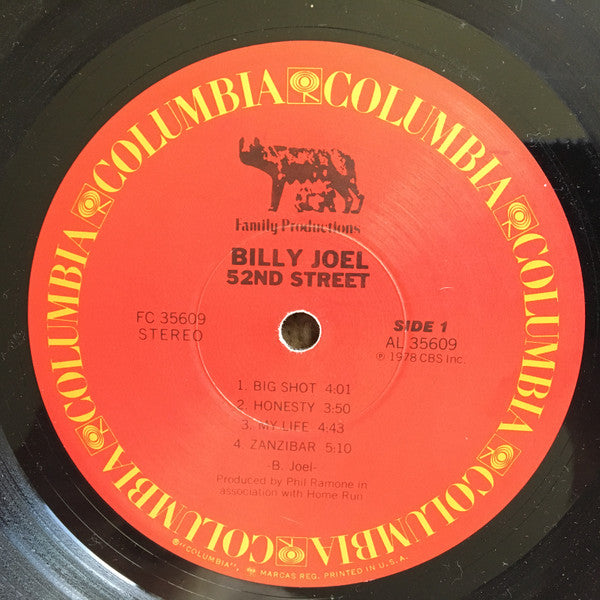 COLUMBIA COLUMBIA COLUMBIA COLUMBIA COLUMBIA COLUMBIA
Family Productions
BILLY JOEL
52ND STREET
FC 35609
STEREO
SIDE 1
AL 35609
℗ 1978 CBS Inc.
1. BIG SHOT 4:01
2. HONESTY 3:50
3. MY LIFE 4:43
4. ZANZIBAR 5:10
-B. Joel-
Produced by Phil Ramone in
association with Home Run
®"COLUMBIA", MARCAS REG. PRINTED IN U.S.A.